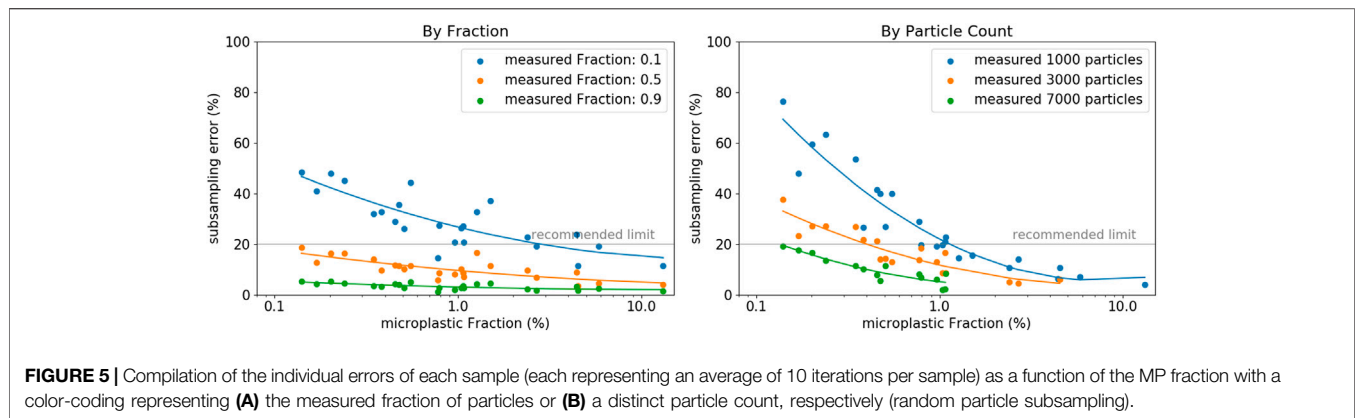 By Fraction
100
80
60
40
20
0
subsampling error (%)
measured Fraction: 0.1
measured Fraction: 0.5
measured Fraction: 0.9
recommended limit
0.1
1.0
10.0
microplastic Fraction (%)
By Particle Count
100
80
60
40
20
0
subsampling error (%)
measured 1000 particles
measured 3000 particles
measured 7000 particles
recommended limit
0.1
1.0
10.0
microplastic Fraction (%)
FIGURE 5 | Compilation of the individual errors of each sample (each representing an average of 10 iterations per sample) as a function of the MP fraction with a
color-coding representing (A) the measured fraction of particles or (B) a distinct particle count, respectively (random particle subsampling).